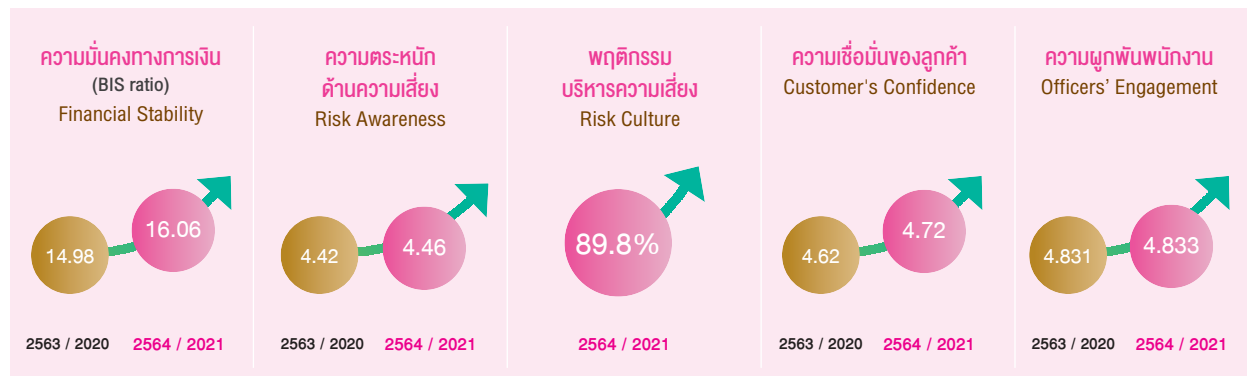 ความมั่นคงทางการเงิน
(BIS ratio)
Financial Stability
14.98
16.06
2563 / 2020
2564 / 2021
ความตระหนัก
ด้านความเสี่ยง
Risk Awareness
4.42
4.46
2563 / 2020
2564 / 2021
พฤติกรรม
บริหารความเสี่ยง
Risk Culture
89.8%
2564 / 2021
ความเชื่อมั่นของลูกค้า
Customer's Confidence
4.62
4.72
2563 / 2020
2564 / 2021
ความผูกพันพนักงาน
Officers’ Engagement
4.831
4.833
2563 / 2020
2564 / 2021